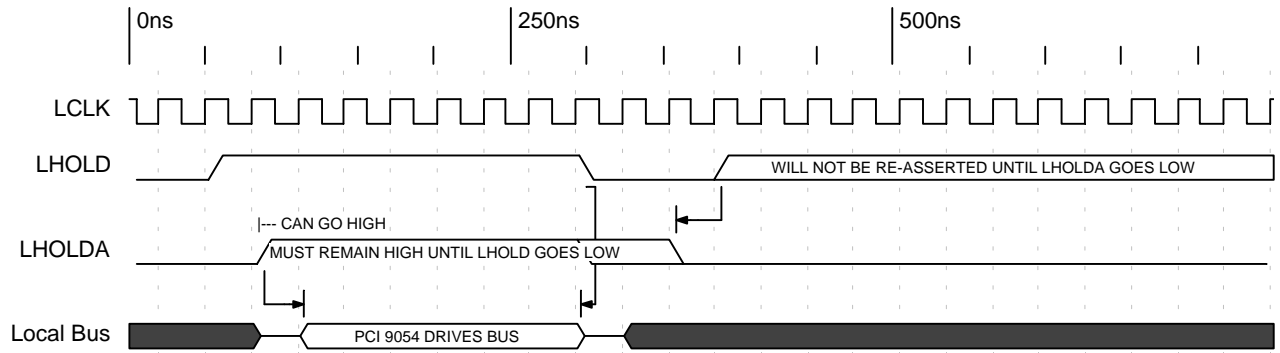 0ns 250ns 500ns
LCLK
LHOLD WILL NOT BE RE-ASSERTED UNTIL LHOLDA GOES LOW
|--- CAN GO HIGH
LHOLDA MUST REMAIN HIGH UNTIL LHOLD GOES LOW
Local Bus PCI 9054 DRIVES BUS